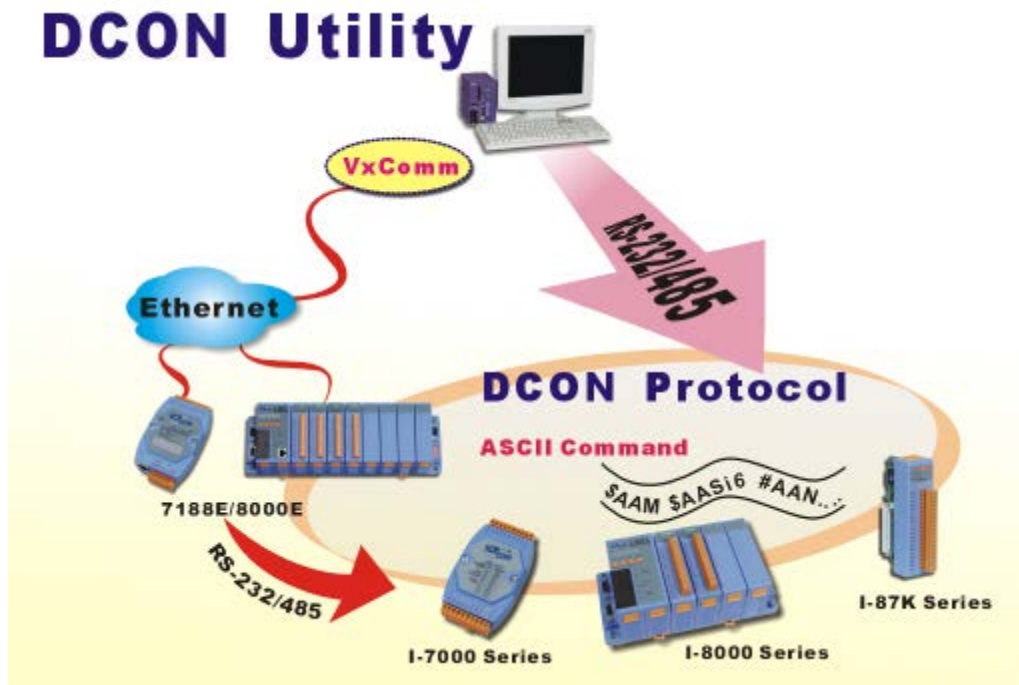 DCON Utility
VxComm
RS-232/485
Ethernet
DCON Protocol
ASCII Command
$AAM $AASi6 #AAN...
7188E/8000E
RS-232/485
I-87K Series
I-7000 Series
I-8000 Series